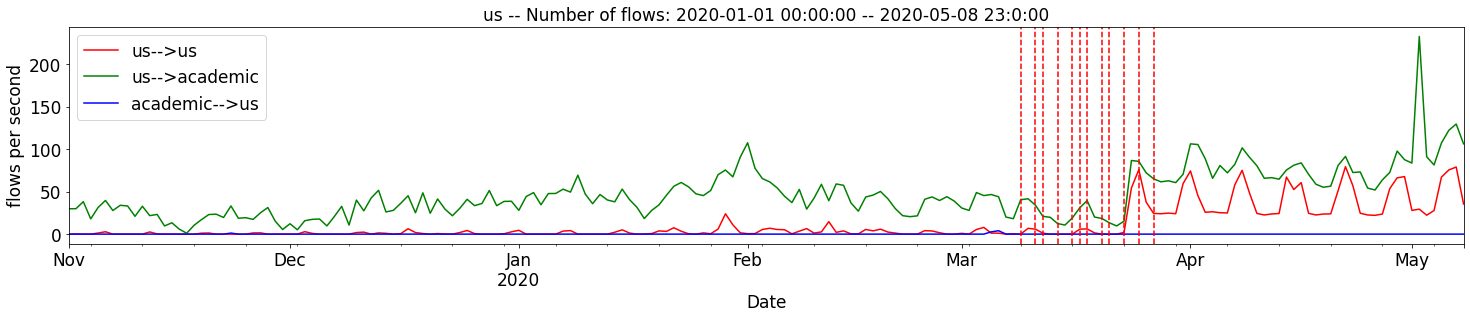 us -- Number of flows: 2020-01-01 00:00:00 -- 2020-05-08 23:0:00
flows per second
200
150
100
50
0
us-->us
us-->academic
academic-->us
Nov Dec Jan Feb Mar Apr May
2020
Date